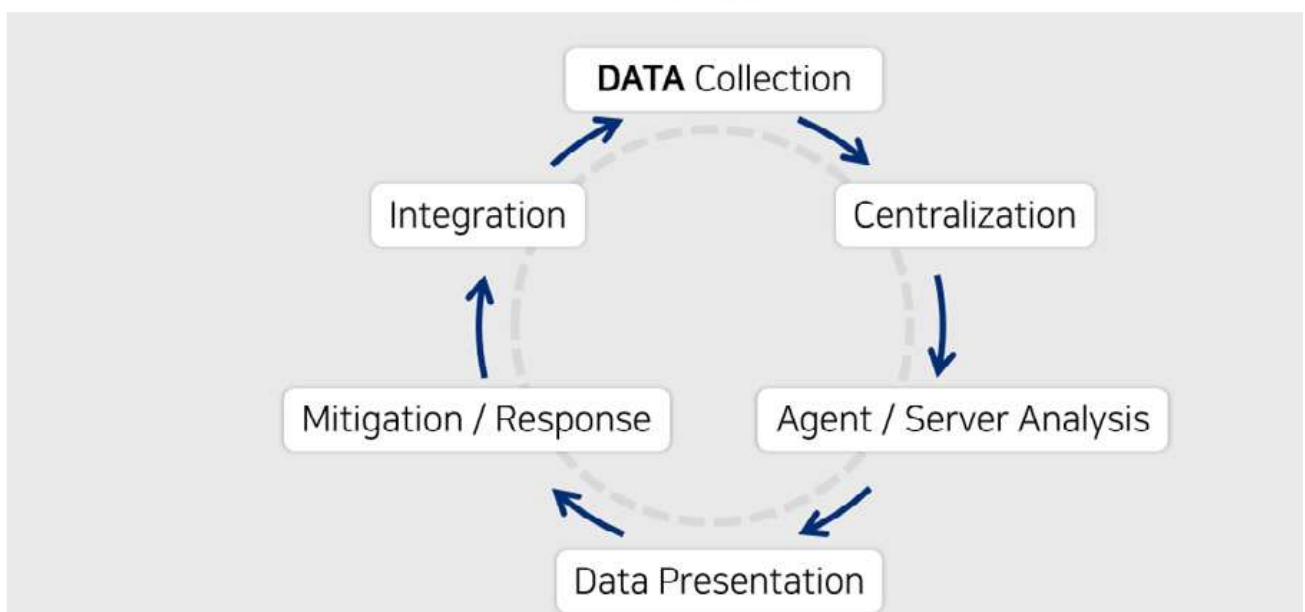 DATA Collection
Integration
Centralization
Mitigation / Response
Agent / Server Analysis
Data Presentation